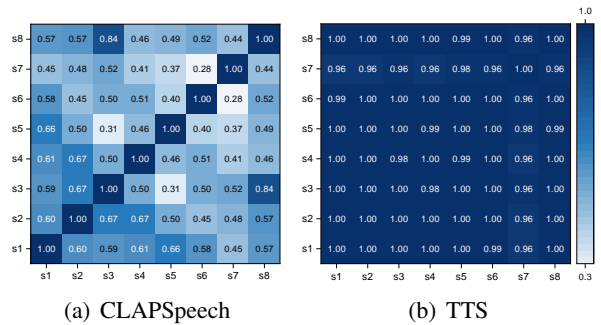 1.0
s8 0.57 0.57 0.84 0.46 0.49 0.52 0.44 1.00 s8 1.00 1.00 1.00 1.00 0.99 1.00 0.96 1.00
s7 0.45 0.48 0.52 0.41 0.37 0.28 1.00 0.44 s7 0.96 0.96 0.96 0.96 0.98 0.96 1.00 0.96
s6 0.58 0.45 0.50 0.51 0.40 1.00 0.28 0.52 s6 0.99 1.00 1.00 1.00 1.00 1.00 0.96 1.00
s5 0.66 0.50 0.31 0.46 1.00 0.40 0.37 0.49 s5 1.00 1.00 1.00 0.99 1.00 1.00 0.98 0.99
s4 0.61 0.67 0.50 1.00 0.46 0.51 0.41 0.46 s4 1.00 1.00 0.98 1.00 0.99 1.00 0.96 1.00
s3 0.59 0.67 1.00 0.50 0.31 0.50 0.52 0.84 s3 1.00 1.00 1.00 0.98 1.00 1.00 0.96 1.00
s2 0.60 1.00 0.67 0.67 0.50 0.45 0.48 0.57 s2 1.00 1.00 1.00 1.00 1.00 1.00 0.96 1.00
s1 1.00 0.60 0.59 0.61 0.66 0.58 0.45 0.57 s1 1.00 1.00 1.00 1.00 1.00 0.99 0.96 1.00
s1 s2 s3 s4 s5 s6 s7 s8 s1 s2 s3 s4 s5 s6 s7 s8 0.3
(a) CLAPSpeech (b) TTS